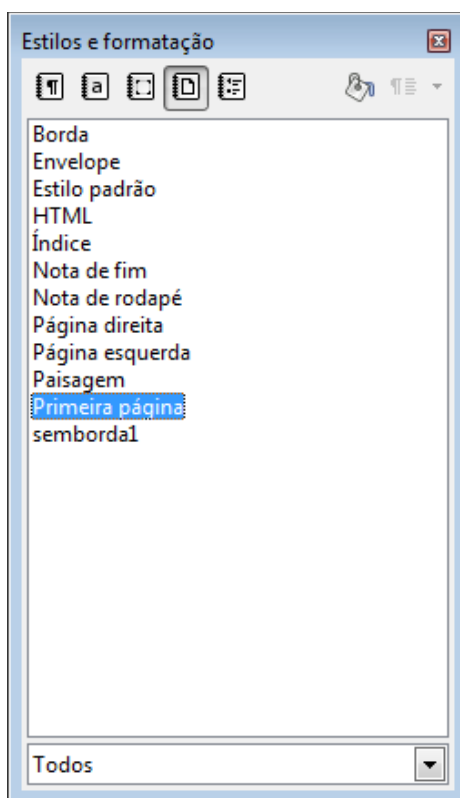 Estilos e formatação
Borda
Envelope
Estilo padrão
HTML
Índice
Nota de fim
Nota de rodapé
Página direita
Página esquerda
Paisagem
Primeira página
semborda1
Todos